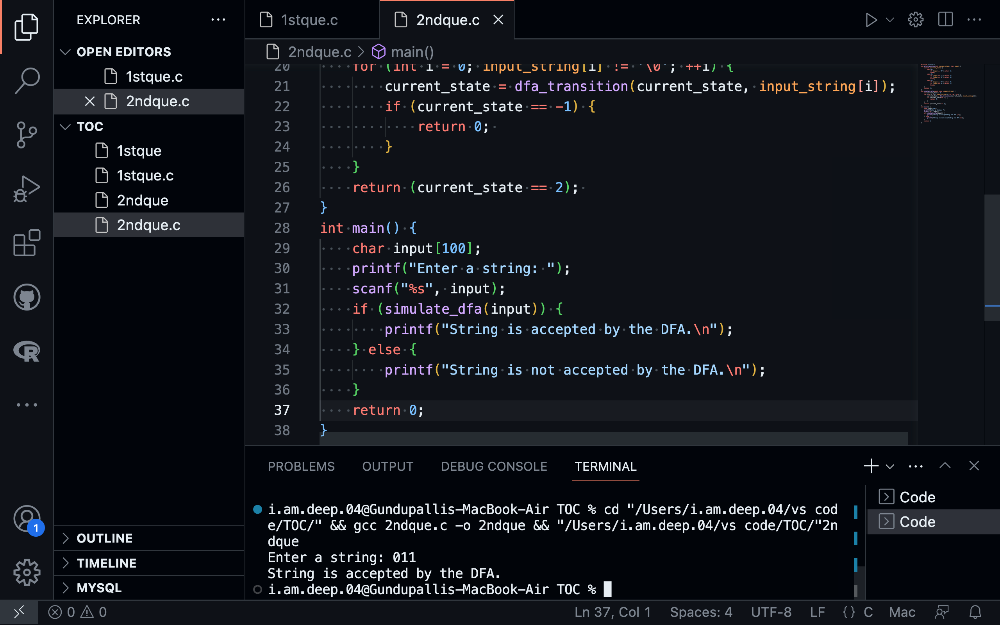 EXPLORER
OPEN EDITORS
1stque.c
2ndque.c
TOC
1stque
1stque.c
2ndque
2ndque.c
OUTLINE
TIMELINE
MYSQL
1
1stque.c
2ndque.c
2ndque.c > main()
20 for (int i = 0; input_string[i] != '\0'; ++i) {
21 current_state = dfa_transition(current_state, input_string[i]);
22 if (current_state == -1) {
23 return 0;
24 }
25 }
26 return (current_state == 2);
27 }
28 int main() {
29 char input[100];
30 printf("Enter a string: ");
31 scanf("%s", input);
32 if (simulate_dfa(input)) {
33 printf("String is accepted by the DFA.\n");
34 } else {
35 printf("String is not accepted by the DFA.\n");
36 }
37 return 0;
38 }
PROBLEMS OUTPUT DEBUG CONSOLE TERMINAL
i.am.deep.04@Gundupallis-MacBook-Air TOC % cd "/Users/i.am.deep.04/vs cod
e/TOC/" && gcc 2ndque.c -o 2ndque && "/Users/i.am.deep.04/vs code/TOC/"2n
dque
Enter a string: 011
String is accepted by the DFA.
i.am.deep.04@Gundupallis-MacBook-Air TOC %
Code
Code
0 0 Ln 37, Col 1 Spaces: 4 UTF-8 LF {} C Mac